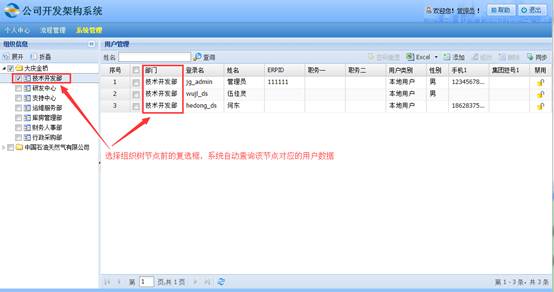 公司开发架构系统
欢迎您! 管理员! 帮助 退出
个人中心 流程管理 系统管理
组织信息
展开 折叠
大庆金桥
技术开发部
研发中心
支持中心
运维服务部
库房管理部
财务人事部
行政采购部
中国石油天然气有限公司
用户管理
姓名 查询 Excel 添加 修改 删除 同步
序号 部门 登录名 姓名 ERPID 职务一 职务二 用户类别 性别 手机1 集团短号1 禁用
1 技术开发部 jg_admin 管理员 111111 本地用户 男 12345678...
2 技术开发部 wujl_ds 伍佳灵 本地用户 男
3 技术开发部 hedong_ds 何东 本地用户 18628375...
选择组织树节点前的复选框，系统自动查询该节点对应的用户数据
第 1 页,共 1 页
第 1 - 3 条, 共 3 条